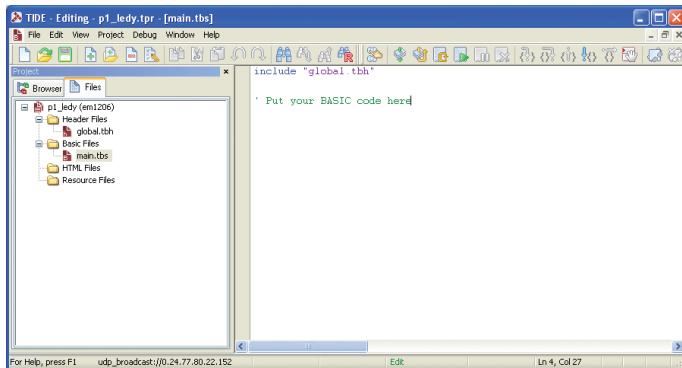 TIDE - Editing - p1_ledy.tpr - [main.tbs]
File Edit View Project Debug Window Help
Project
Browser Files
p1_ledy (em1206)
Header Files
global.tbh
Basic Files
main.tbs
HTML Files
Resource Files
include "global.tbh"
' Put your BASIC code here
For Help, press F1 udp_broadcast://0.24.77.80.22.152 Edit Ln 4, Col 27